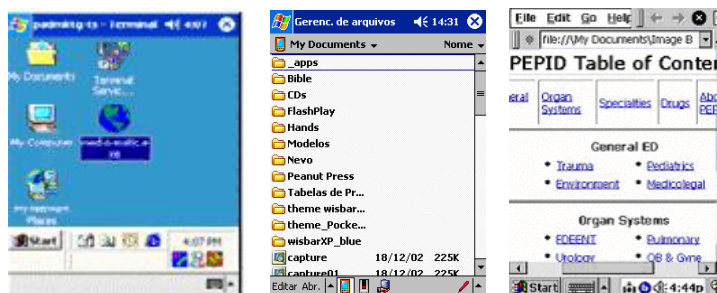 Terminal 4:07
My Documents
Terminal
Servic...
My Computer
My Network
Places
Start 4:07 PM
Gerenc. de arquivos 14:31
My Documents Nome
_apps
Bible
CDs
FlashPlay
Hands
Modelos
Nevo
Peanut Press
Tabelas de Pr...
theme wisbar...
theme_Pocke...
wisbarXP_blue
capture 18/12/02 225K
capture01 18/12/02 225K
Editar Abr.
File Edit Go Help
file://\My Documents\Image B
PEPID Table of Conter
eral Organ Systems Specialties Drugs Abo PEP
General ED
• Trauma • Pediatrics
• Environment • Medicolegal
Organ Systems
• EDEENT • Pulmonary
• Urology • OB & Gyne
Start 4:44p